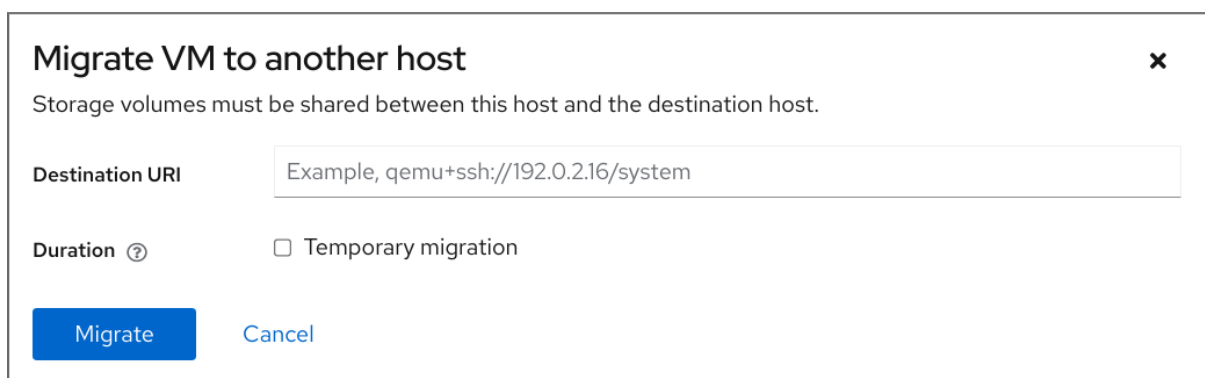 Migrate VM to another host
Storage volumes must be shared between this host and the destination host.
Destination URI
Example, qemu+ssh://192.0.2.16/system
Duration
Temporary migration
Migrate
Cancel